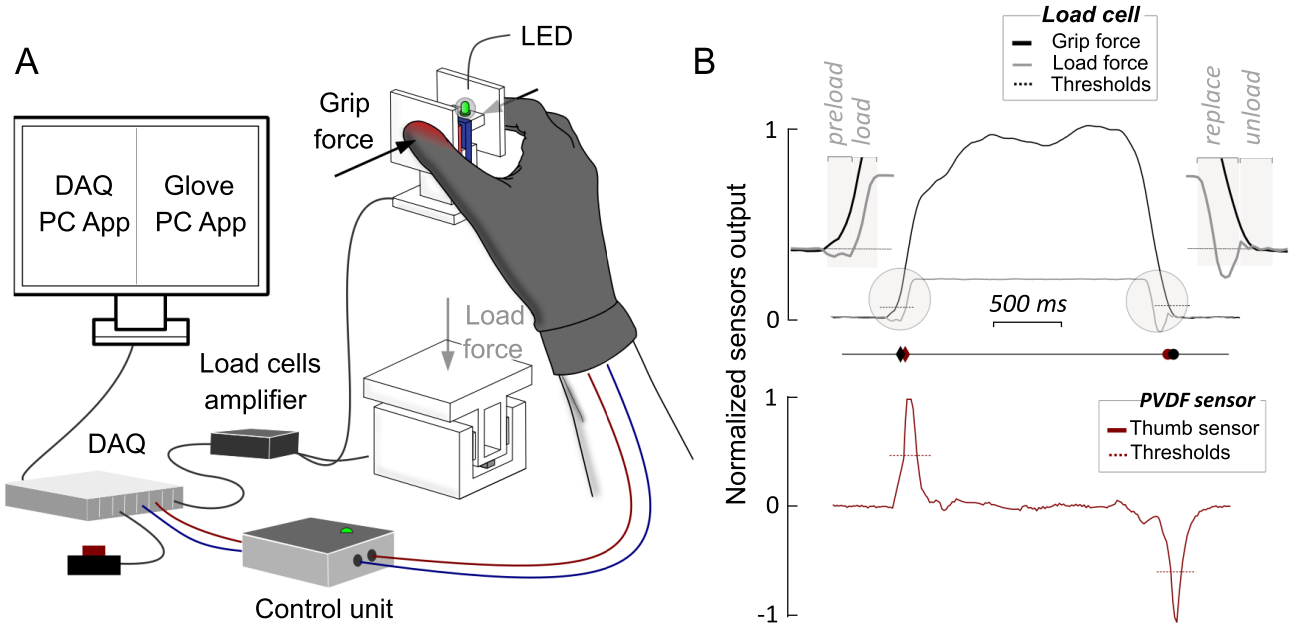 A
LED
Grip
force
DAQ
PC App
Glove
PC App
Load
force
Load cells
amplifier
DAQ
Control unit
B
Load cell
Grip force
Load force
Thresholds
preload
load
replace
unload
Normalized sensors output
1
0
500 ms
1
0
-1
PVDF sensor
Thumb sensor
Thresholds